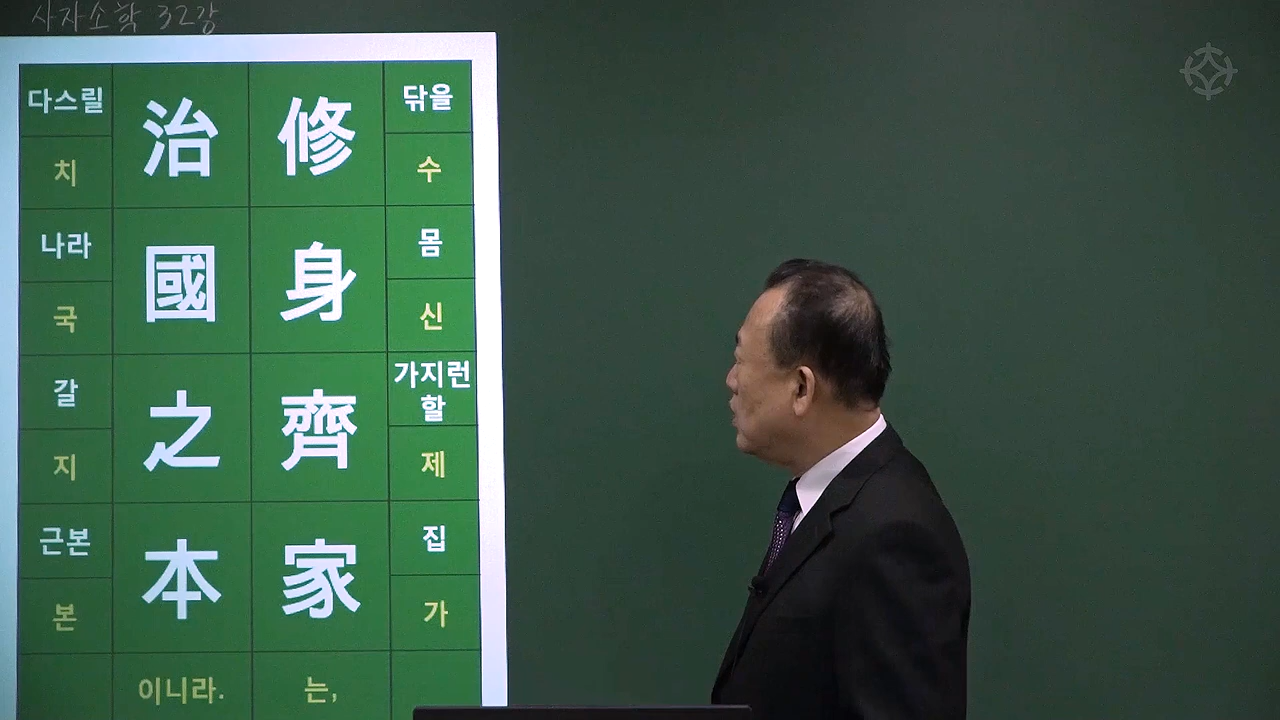 사자소학 32강
닦을
수
몸
신
가지런
할
제
집
가
修身齊家
는,
治國之本
이니라.
다스릴
치
나라
국
갈
지
근본
본